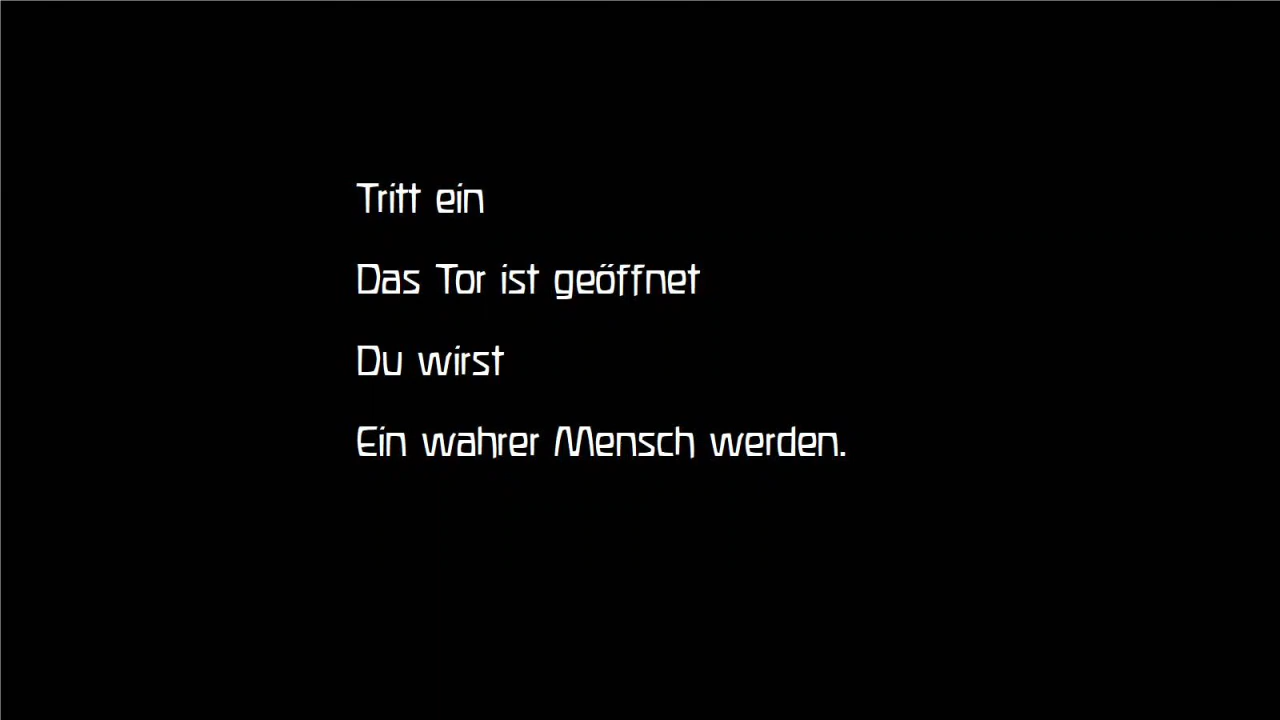 Tritt ein
Das Tor ist geöffnet
Du wirst
Ein wahrer Mensch werden.